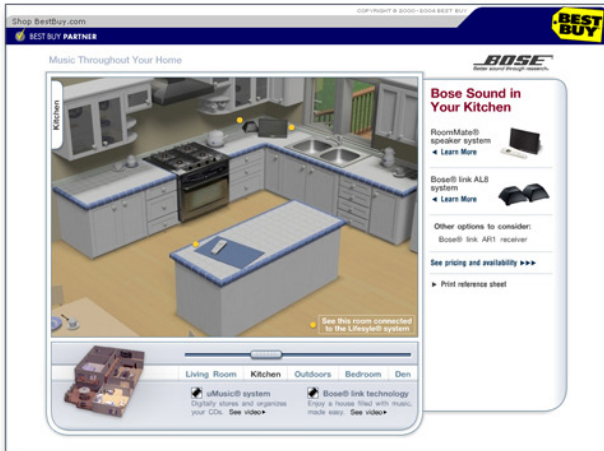 COPYRIGHT © 2000-2004 BEST BUY
Shop BestBuy.com
BEST BUY
BEST BUY PARTNER
Music Throughout Your Home
BOSE
Better sound through research.
Kitchen
Bose Sound in
Your Kitchen
RoomMate®
speaker system
◄ Learn More
Bose® link AL8
system
◄ Learn More
Other options to consider:
Bose® link AR1 receiver
See pricing and availability ►►►
► Print reference sheet
See this room connected
to the Lifesyle® system
Living Room Kitchen Outdoors Bedroom Den
uMusic® system
Digitally stores and organizes
your CDs. See video►
Bose® link technology
Enjoy a house filled with music,
made easy. See video►